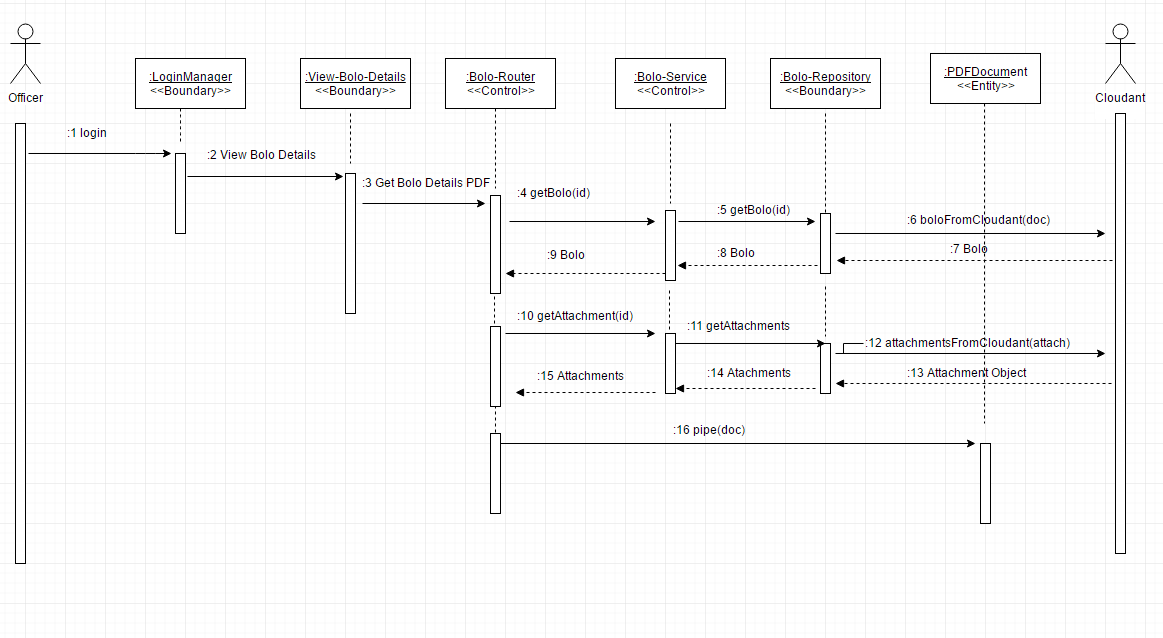 :LoginManager
<<Boundary>>
:View-Bolo-Details
<<Boundary>>
:Bolo-Router
<<Control>>
:Bolo-Service
<<Control>>
:Bolo-Repository
<<Boundary>>
:PDFDocument
<<Entity>>
Officer
Cloudant
:1 login
:2 View Bolo Details
:3 Get Bolo Details PDF
:4 getBolo(id)
:5 getBolo(id)
:6 boloFromCloudant(doc)
:7 Bolo
:8 Bolo
:9 Bolo
:10 getAttachment(id)
:11 getAttachments
:12 attachmentsFromCloudant(attach)
:13 Attachment Object
:14 Atachments
:15 Attachments
:16 pipe(doc)